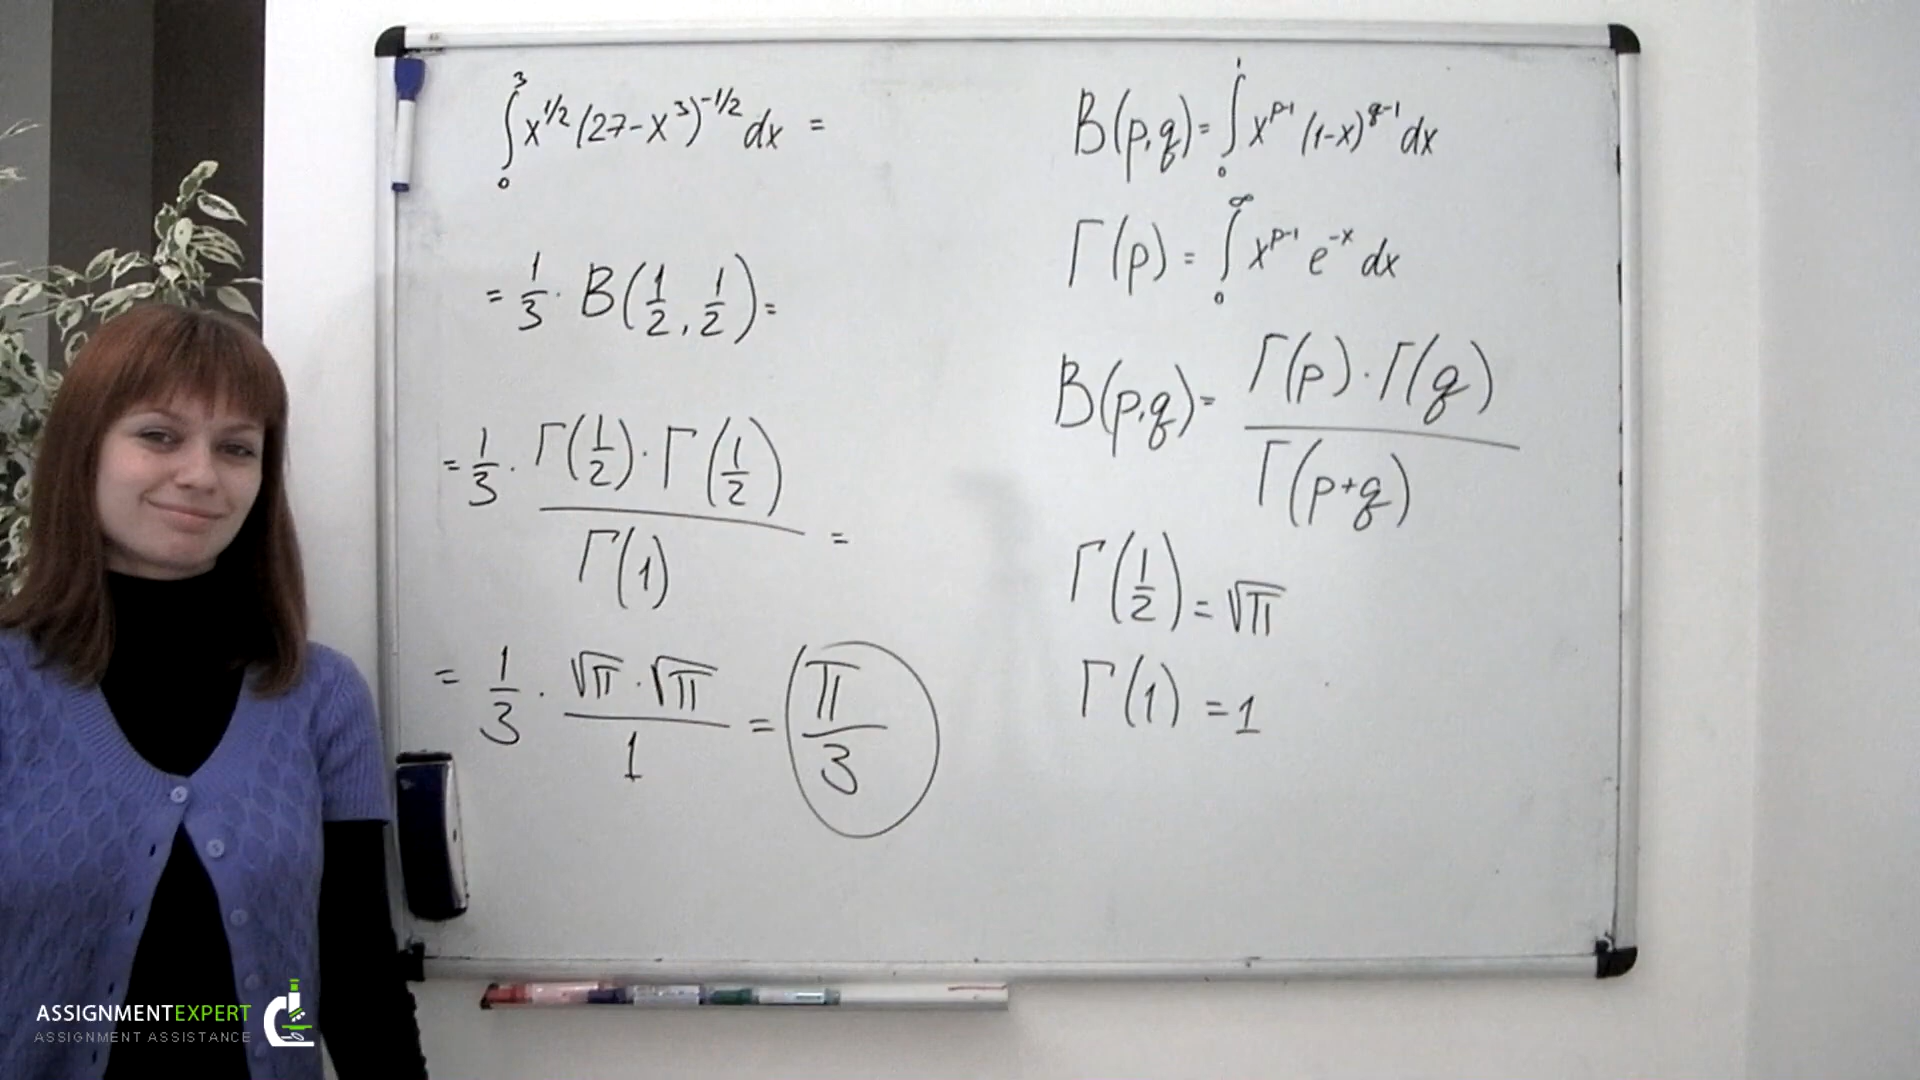 ∫₀³ x^{1/2} (27-x³)^{-1/2} dx =
= 1/3 · B(1/2, 1/2) =
= 1/3 · Γ(1/2) · Γ(1/2) / Γ(1) =
= 1/3 · √π · √π / 1 = π/3
B(p,q) = ∫₀¹ x^{p-1} (1-x)^{q-1} dx
Γ(p) = ∫₀^∞ x^{p-1} e^{-x} dx
B(p,q) = Γ(p) · Γ(q) / Γ(p+q)
Γ(1/2) = √π
Γ(1) = 1
ASSIGNMENTEXPERT
ASSIGNMENT ASSISTANCE